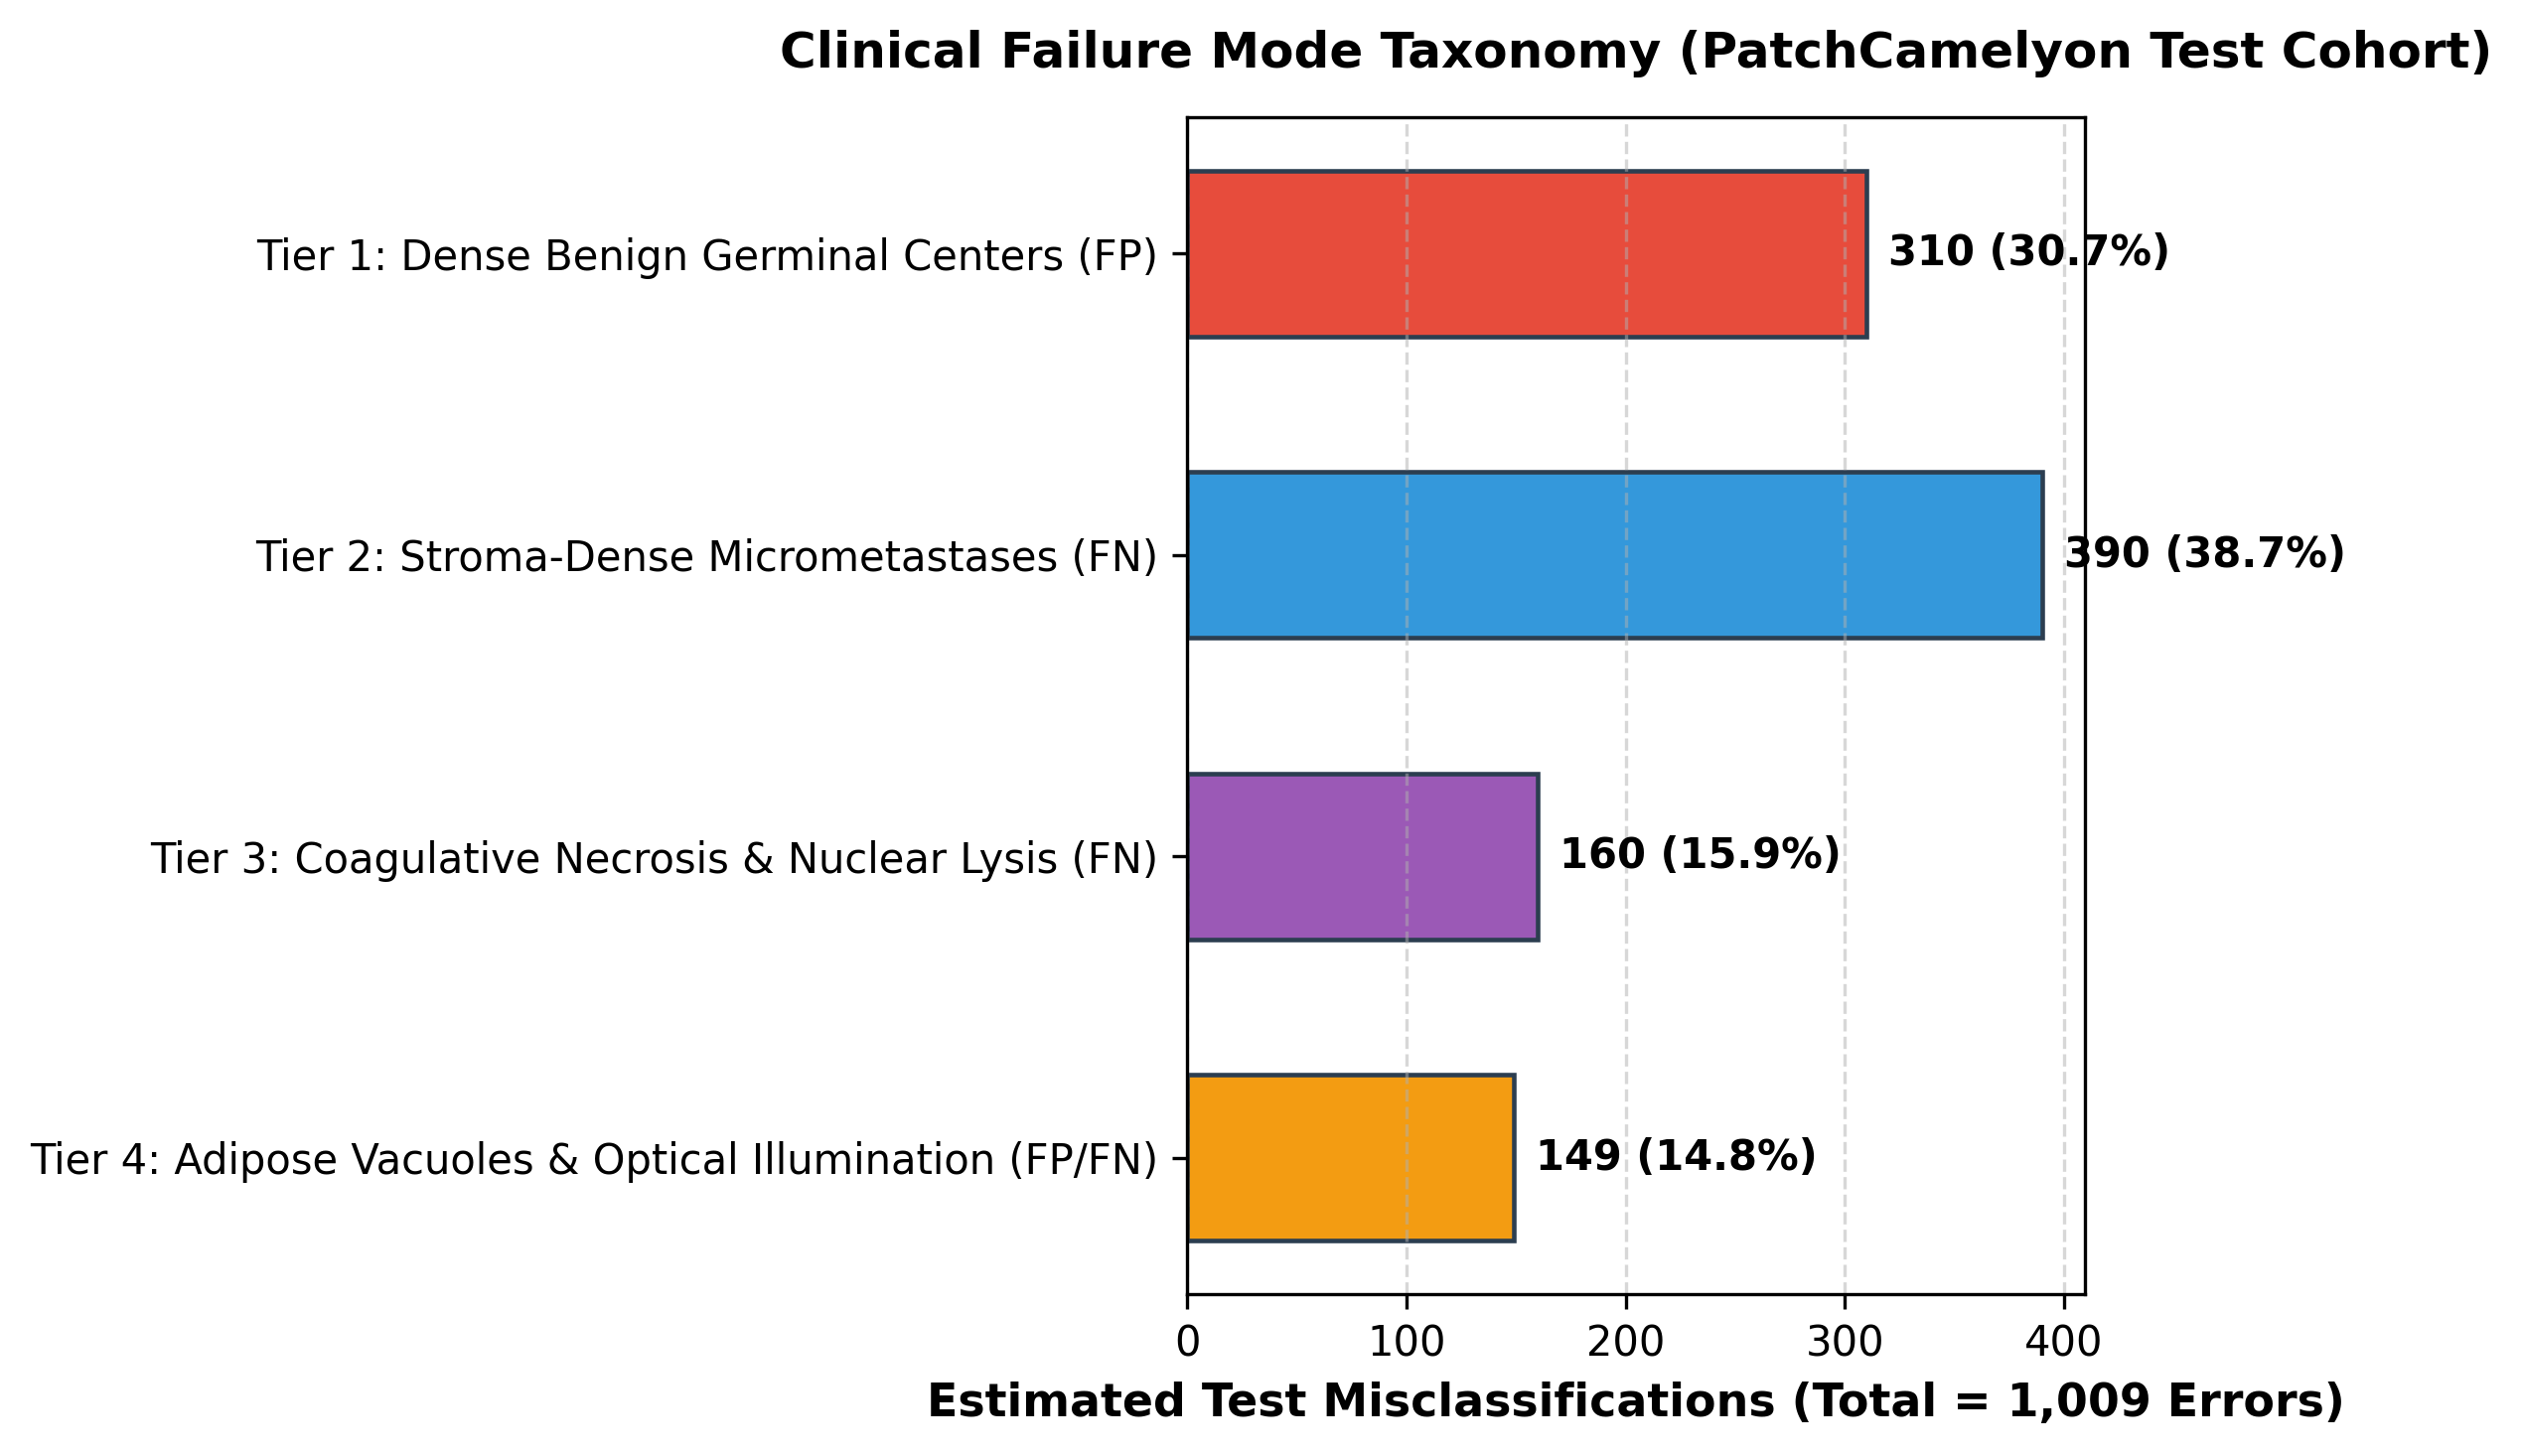 Clinical Failure Mode Taxonomy (PatchCamelyon Test Cohort)
Tier 1: Dense Benign Germinal Centers (FP)
310 (30.7%)
Tier 2: Stroma-Dense Micrometastases (FN)
390 (38.7%)
Tier 3: Coagulative Necrosis & Nuclear Lysis (FN)
160 (15.9%)
Tier 4: Adipose Vacuoles & Optical Illumination (FP/FN)
149 (14.8%)
0 100 200 300 400
Estimated Test Misclassifications (Total = 1,009 Errors)